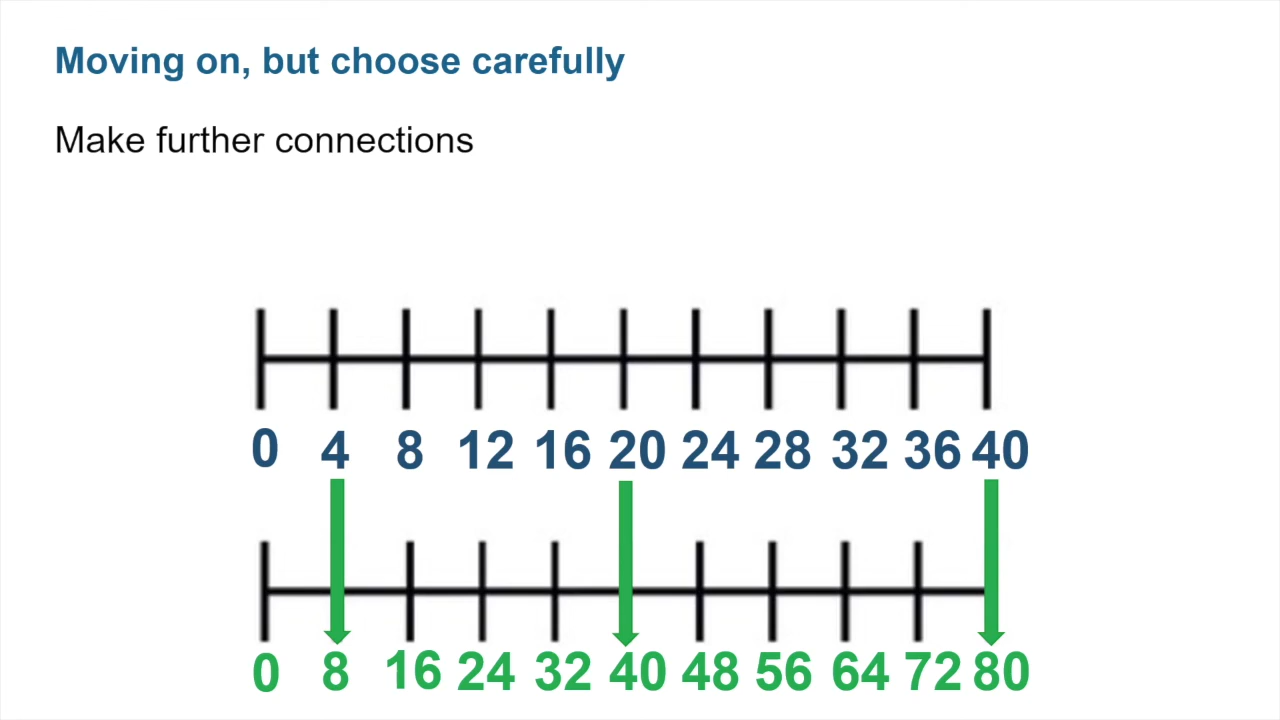 Moving on, but choose carefully
Make further connections
0 4 8 12 16 20 24 28 32 36 40
0 8 16 24 32 40 48 56 64 72 80